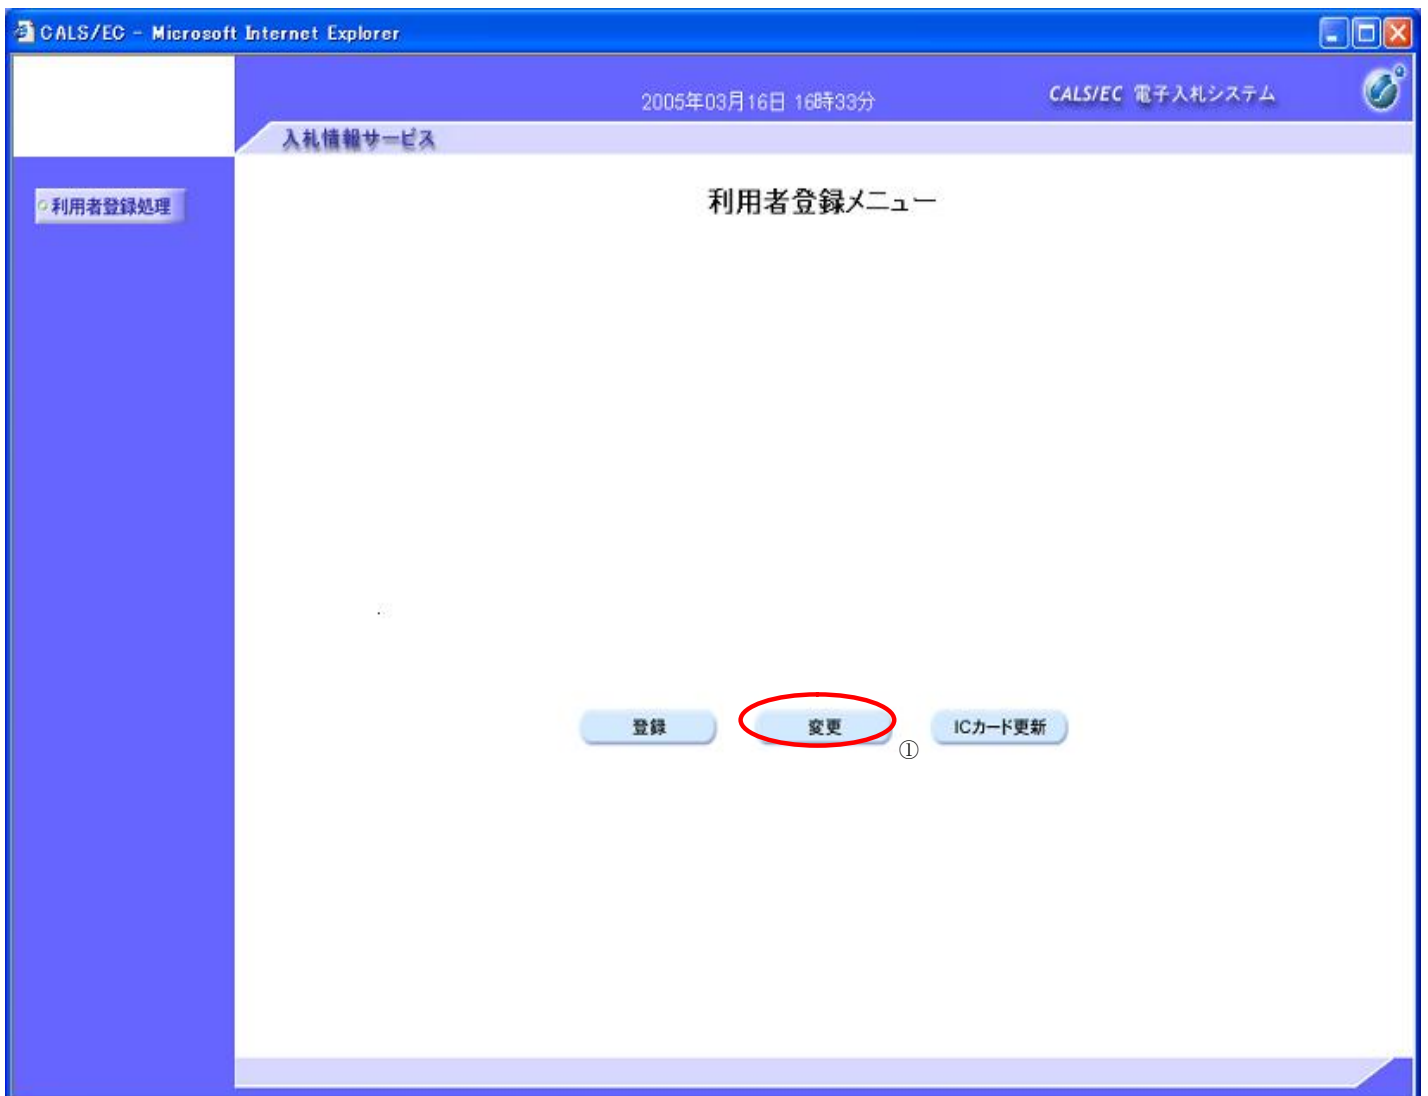 CALS/EC - Microsoft Internet Explorer
2005年03月16日 16時33分
CALS/EC 電子入札システム
入札情報サービス
利用者登録処理
利用者登録メニュー
登録
変更
ICカード更新
①